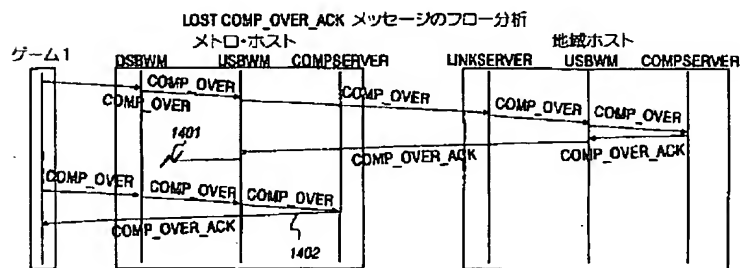 LOST COMP_OVER_ACK メッセージのフロー分析
ゲーム1
メトロ・ホスト
地域ホスト
DSBWM USBWM COMPSERVER LINKSERVER USBWM COMPSERVER
COMP_OVER
COMP_OVER
COMP_OVER
COMP_OVER
COMP_OVER
1401
COMP_OVER_ACK
COMP_OVER_ACK
COMP_OVER
COMP_OVER
COMP_OVER
COMP_OVER_ACK
1402